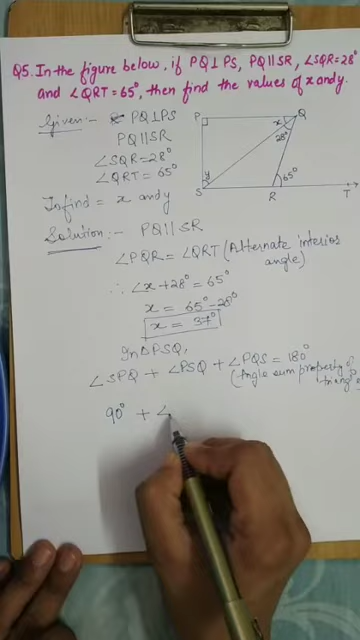 Q5. In the figure below, if PQ⊥PS, PQ∥SR, ∠SQR=28°
and ∠QRT=65°, then find the values of x and y.
Given:- PQ⊥PS
PQ∥SR
∠SQR=28°
∠QRT=65°
To find = x and y
P Q
x
28°
y
65°
S R T
Solution:- PQ∥SR
∠PQR=∠QRT (Alternate interior
angle)
∴ ∠x+28°=65°
x = 65°-28°
x = 37°
In ΔPSQ,
∠SPQ + ∠PSQ + ∠PQS = 180°
(Angle sum property of
triangle
90° + ∠